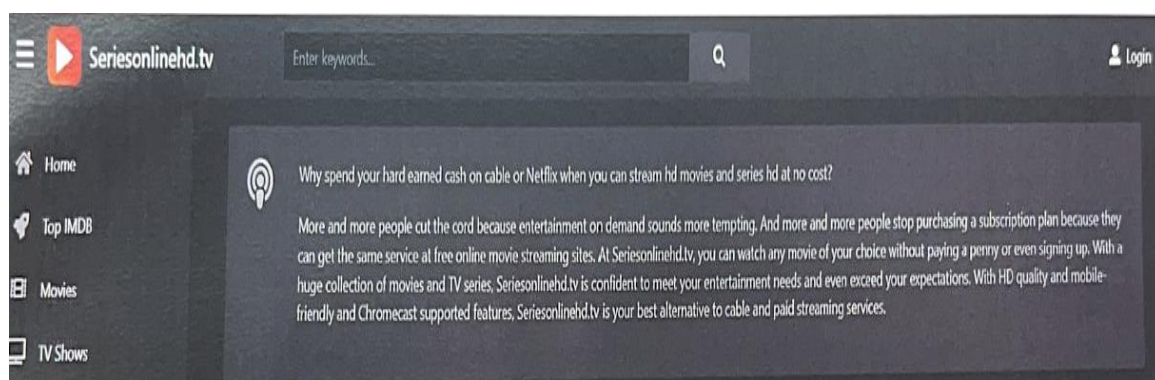 Seriesonlinehd.tv
Enter keywords...
Login
Home
Top IMDB
Movies
TV Shows
Why spend your hard earned cash on cable or Netflix when you can stream hd movies and series hd at no cost?
More and more people cut the cord because entertainment on demand sounds more tempting. And more and more people stop purchasing a subscription plan because they
can get the same service at free online movie streaming sites. At Seriesonlinehd.tv, you can watch any movie of your choice without paying a penny or even signing up. With a
huge collection of movies and TV series, Seriesonlinehd.tv is confident to meet your entertainment needs and even exceed your expectations. With HD quality and mobile-
friendly and Chromecast supported features, Seriesonlinehd.tv is your best alternative to cable and paid streaming services.